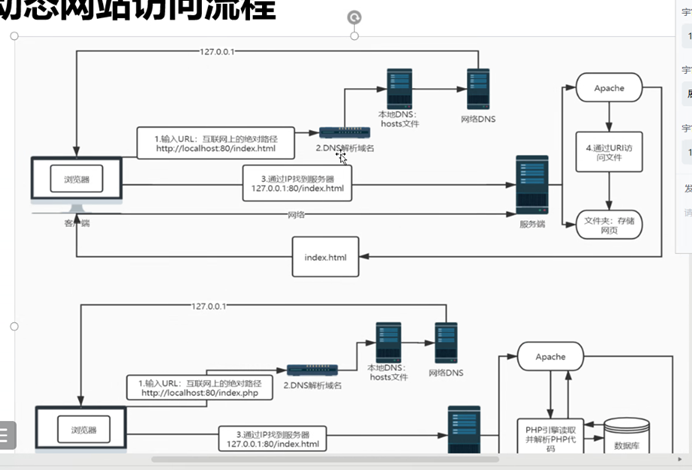 动态网站访问流程
127.0.0.1
本地DNS：
hosts文件
网络DNS
Apache
1.输入URL：互联网上的绝对路径
http://localhost:80/index.html
2.DNS解析域名
4.通过URI访
问文件
浏览器
3.通过IP找到服务器
127.0.0.1:80/index.html
网络
客户端
服务端
文件夹：存储
网页
index.html
127.0.0.1
本地DNS：
hosts文件
网络DNS
Apache
1.输入URL：互联网上的绝对路径
http://localhost:80/index.php
2.DNS解析域名
浏览器
3.通过IP找到服务器
127.0.0.1:80/index.html
PHP引擎读取
并解析PHP代
码
数据库